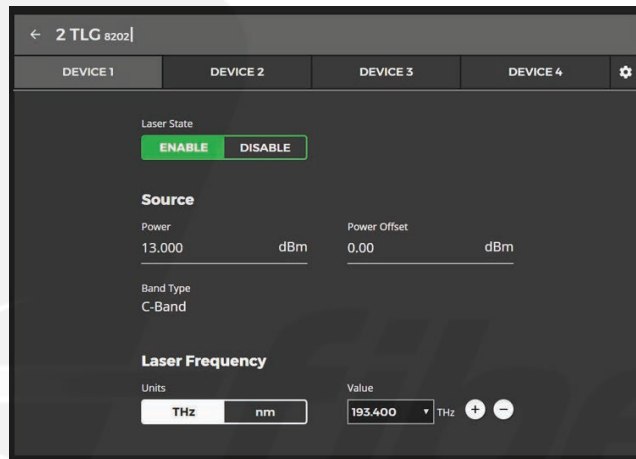 ← 2 TLG 8202
DEVICE 1 DEVICE 2 DEVICE 3 DEVICE 4
Laser State
ENABLE DISABLE
Source
Power Power Offset
13.000 dBm 0.00 dBm
Band Type
C-Band
Laser Frequency
Units Value
THz nm 193.400 ▾ THz + −